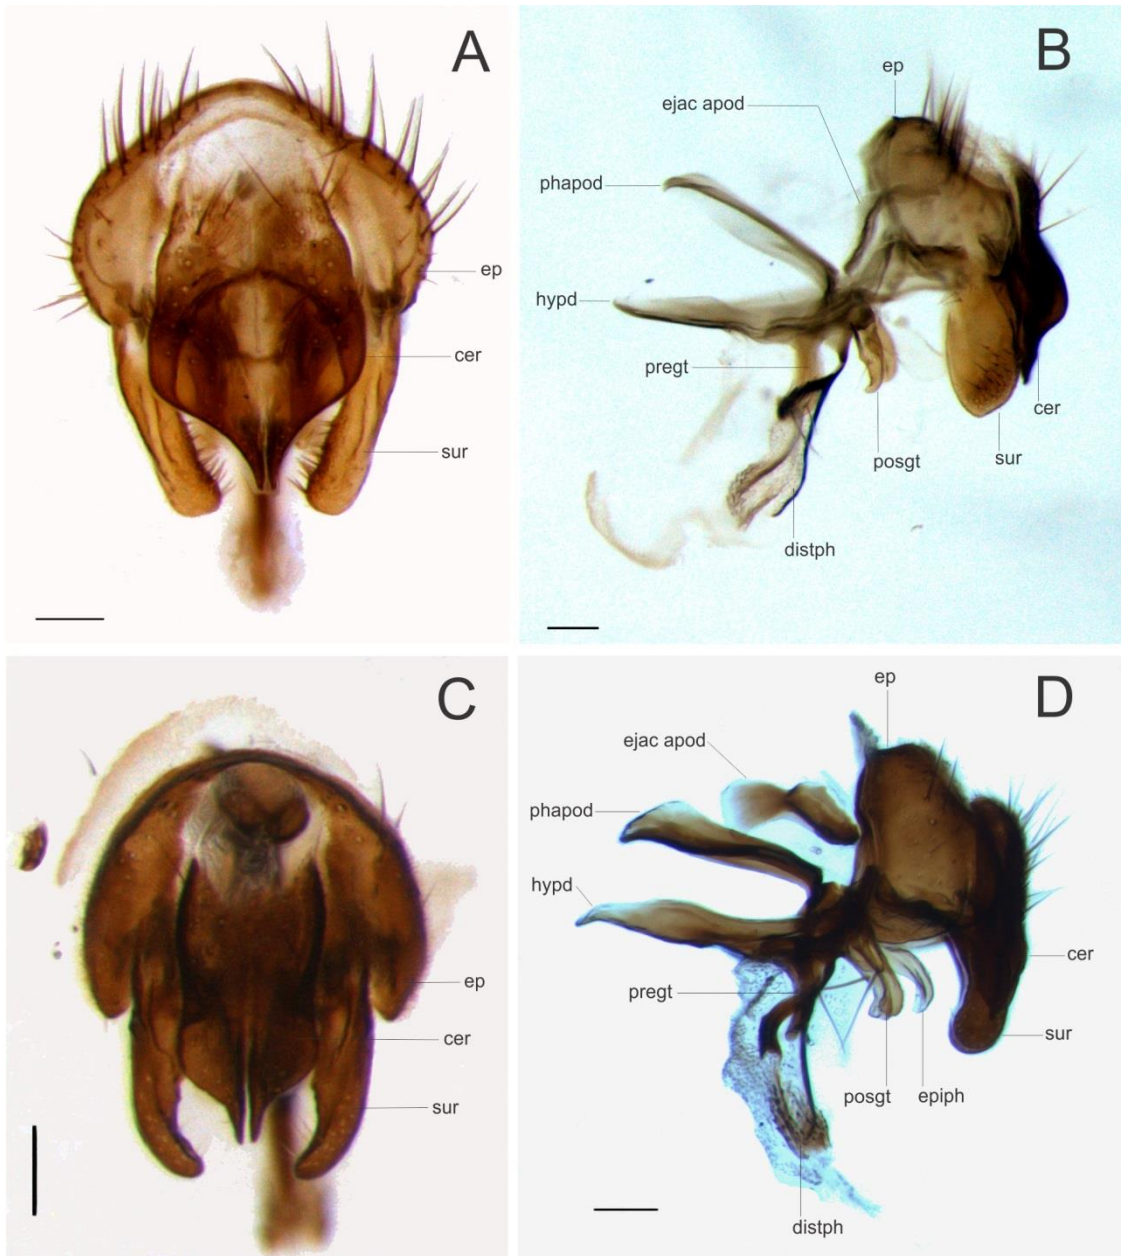 A
ep
cer
sur
B
ep
ejac apod
phapod
hypd
pregt
posgt
sur
cer
distph
C
ep
cer
sur
D
ep
ejac apod
phapod
hypd
pregt
cer
sur
posgt
epiph
distph